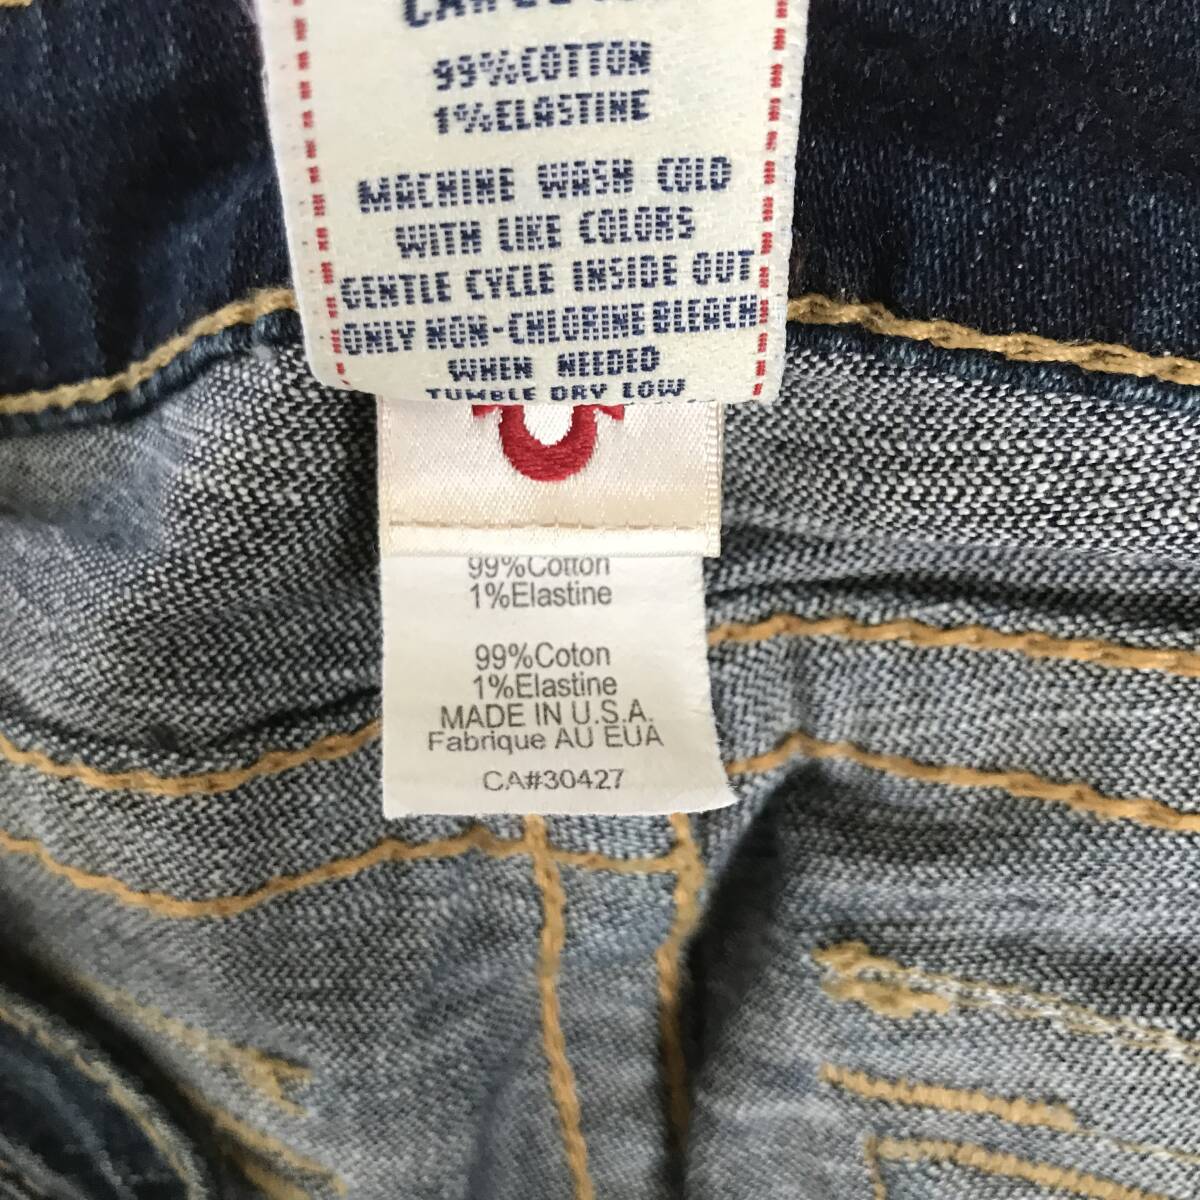 99%COTTON
1%ELASTINE
MACHINE WASH COLD
WITH LIKE COLORS
GENTLE CYCLE INSIDE OUT
ONLY NON-CHLORINE BLEACH
WHEN NEEDED
TUMBLE DRY LOW.
99%Cotton
1%Elastine
99%Coton
1%Elastine
MADE IN U.S.A.
Fabrique AU EUA
CA#30427